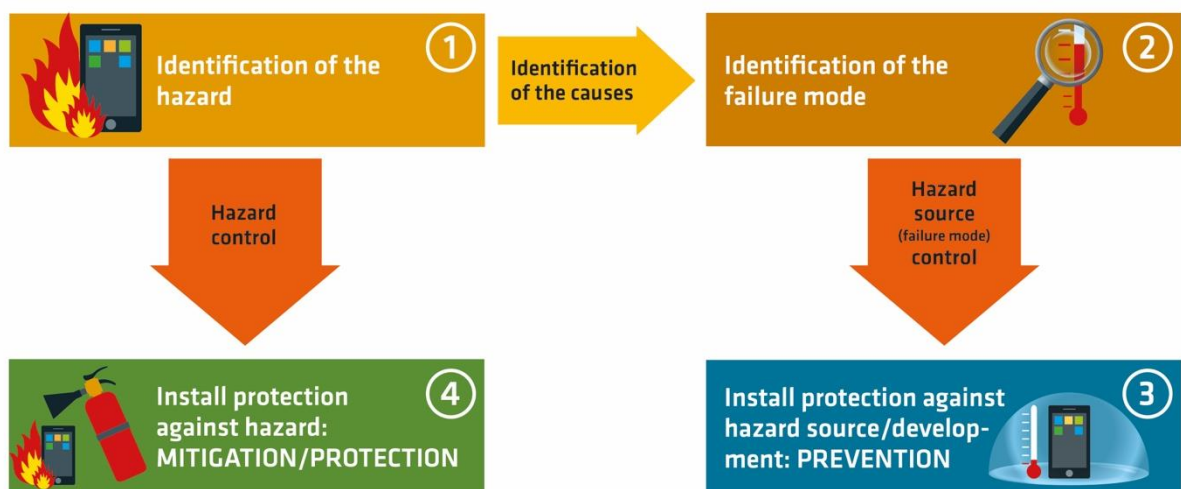 Identification of the
hazard
1
Identification
of the causes
Identification of the
failure mode
2
Hazard
control
Hazard
source
(failure mode)
control
Install protection
against hazard:
MITIGATION/PROTECTION
4
Install protection against
hazard source/develop-
ment: PREVENTION
3